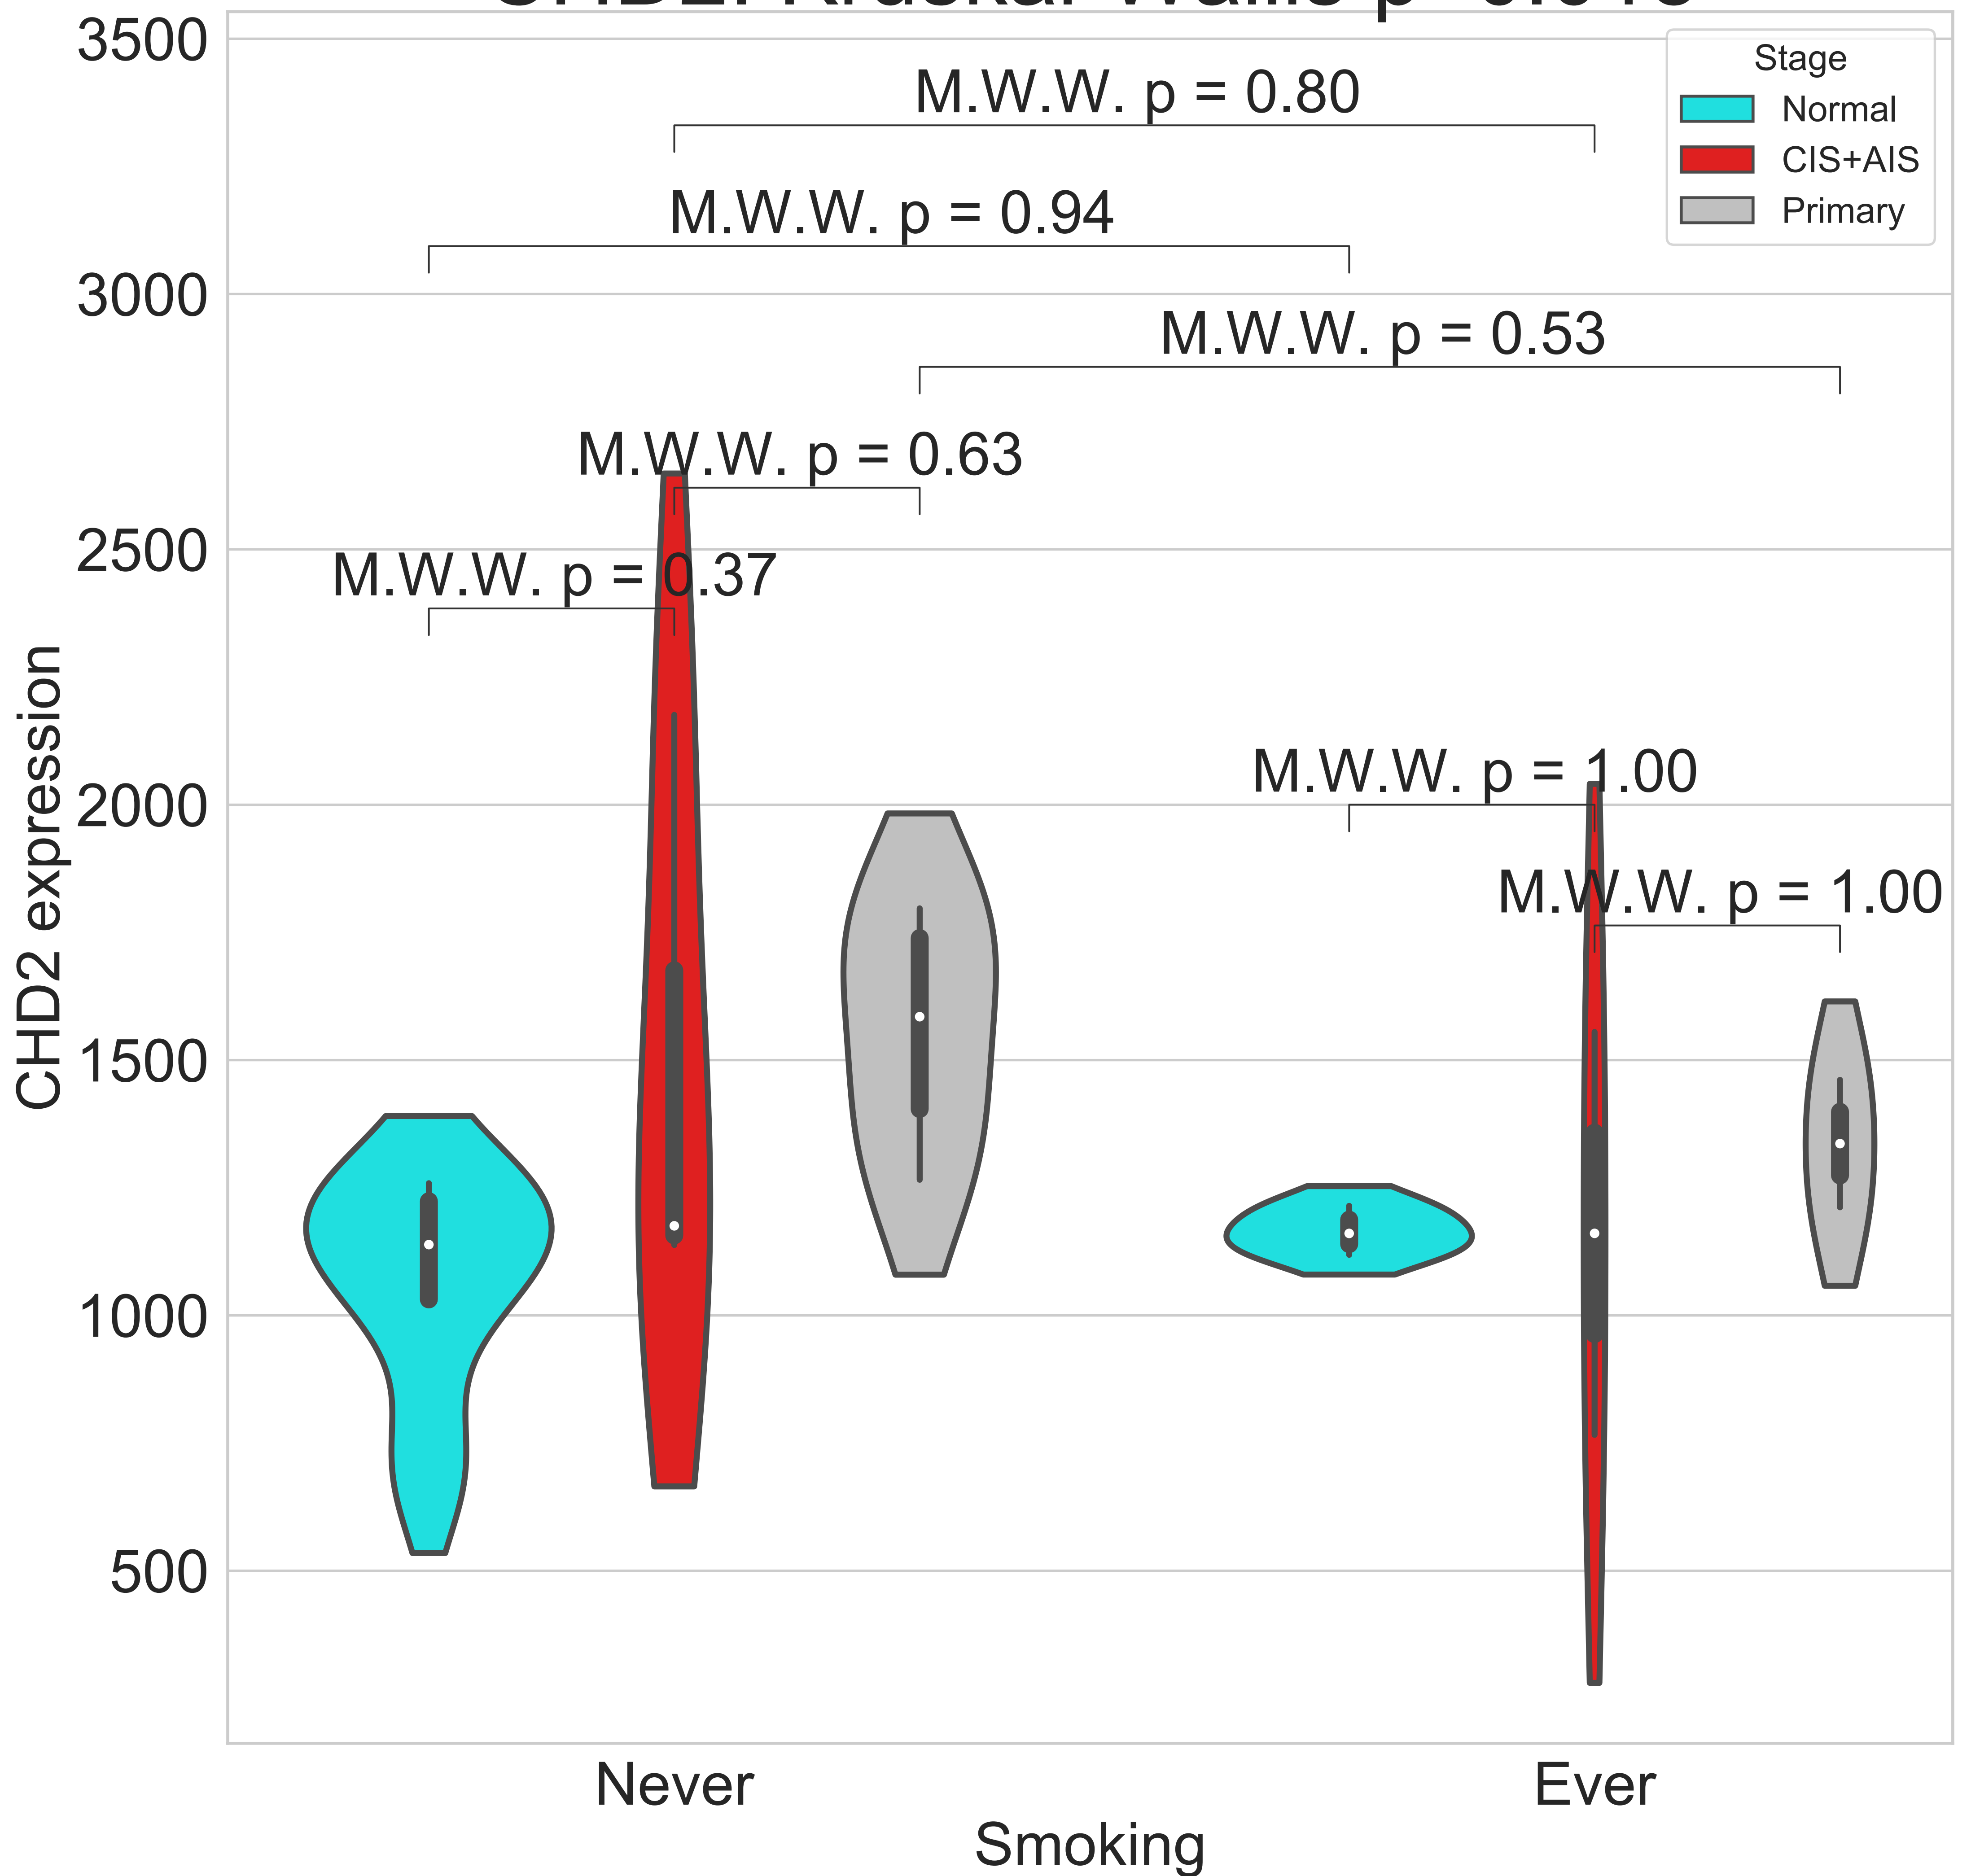 3500
3000
2500
2000
1500
1000
500
CHD2 expression
Stage
Normal
CIS+AIS
Primary
M.W.W. p = 0.80
M.W.W. p = 0.94
M.W.W. p = 0.53
M.W.W. p = 0.63
M.W.W. p = 0.37
M.W.W. p = 1.00
M.W.W. p = 1.00
Never
Ever
Smoking